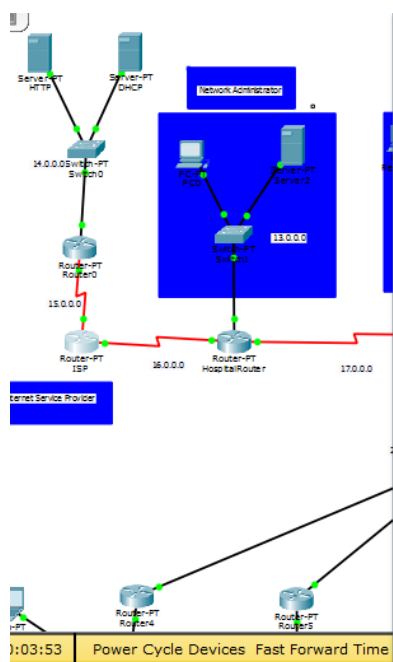 Server-PT
HTTP
Server-PT
DHCP
Network Administrator
14.0.0.0
Switch-PT
Switch0
PC-PT
PC0
Server-PT
Server2
Switch-PT
Switch1
13.0.0.0
Router-PT
Router0
15.0.0.0
Router-PT
ISP
16.0.0.0
Router-PT
HospitalRouter
17.0.0.0
ternet Service Provider
Router-PT
Router4
Router-PT
Router5
:03:53
Power Cycle Devices Fast Forward Time